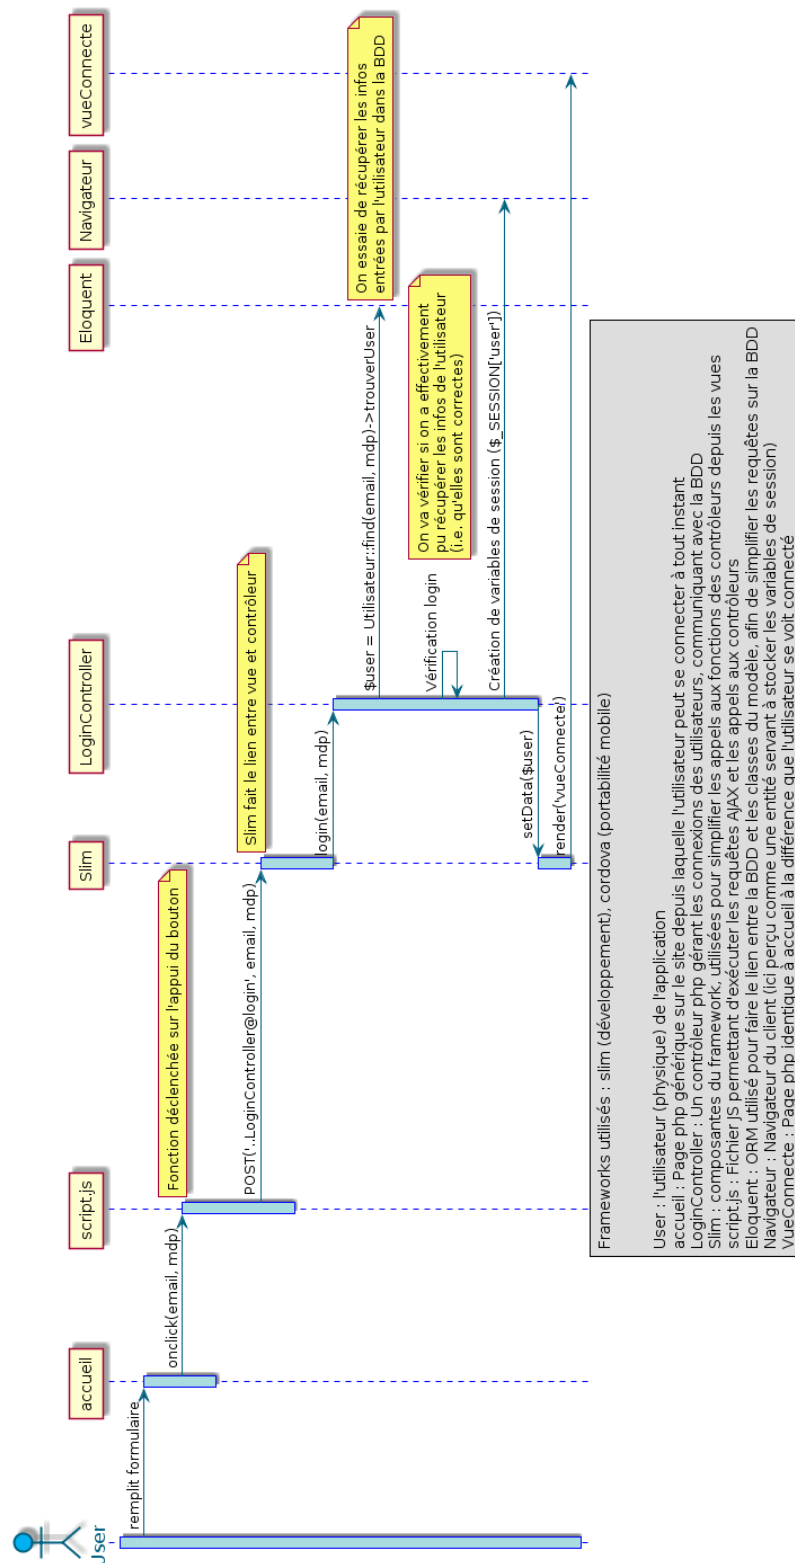 User
accueil
script.js
Slim
LoginController
Eloquent
Navigateur
vueConnecte
remplit formulaire
onclick(email, mdp)
Fonction déclenchée sur l'appui du bouton
POST('..LoginController@login', email, mdp)
Slim fait le lien entre vue et contrôleur
login(email, mdp)
$user = Utilisateur::find(email, mdp)->trouverUser
On essaie de récupérer les infos
entrées par l'utilisateur dans la BDD
Vérification login
On va vérifier si on a effectivement
pu récupérer les infos de l'utilisateur
(i.e. qu'elles sont correctes)
Création de variables de session ($_SESSION['user'])
setData($user)
render('vueConnecte')
Frameworks utilisés : slim (développement), cordova (portabilité mobile)
User : l'utilisateur (physique) de l'application
accueil : Page php générique sur le site depuis laquelle l'utilisateur peut se connecter à tout instant
LoginController : Un contrôleur php gérant les connexions des utilisateurs, communiquant avec la BDD
Slim : composantes du framework, utilisées pour simplifier les appels aux fonctions des contrôleurs depuis les vues
script.js : Fichier JS permettant d'exécuter les requêtes AJAX et les appels aux contrôleurs
Eloquent : ORM utilisé pour faire le lien entre la BDD et les classes du modèle, afin de simplifier les requêtes sur la BDD
Navigateur : Navigateur du client (ici perçu comme une entité servant à stocker les variables de session)
VueConnecte : Page php identique à accueil à la différence que l'utilisateur se voit connecté